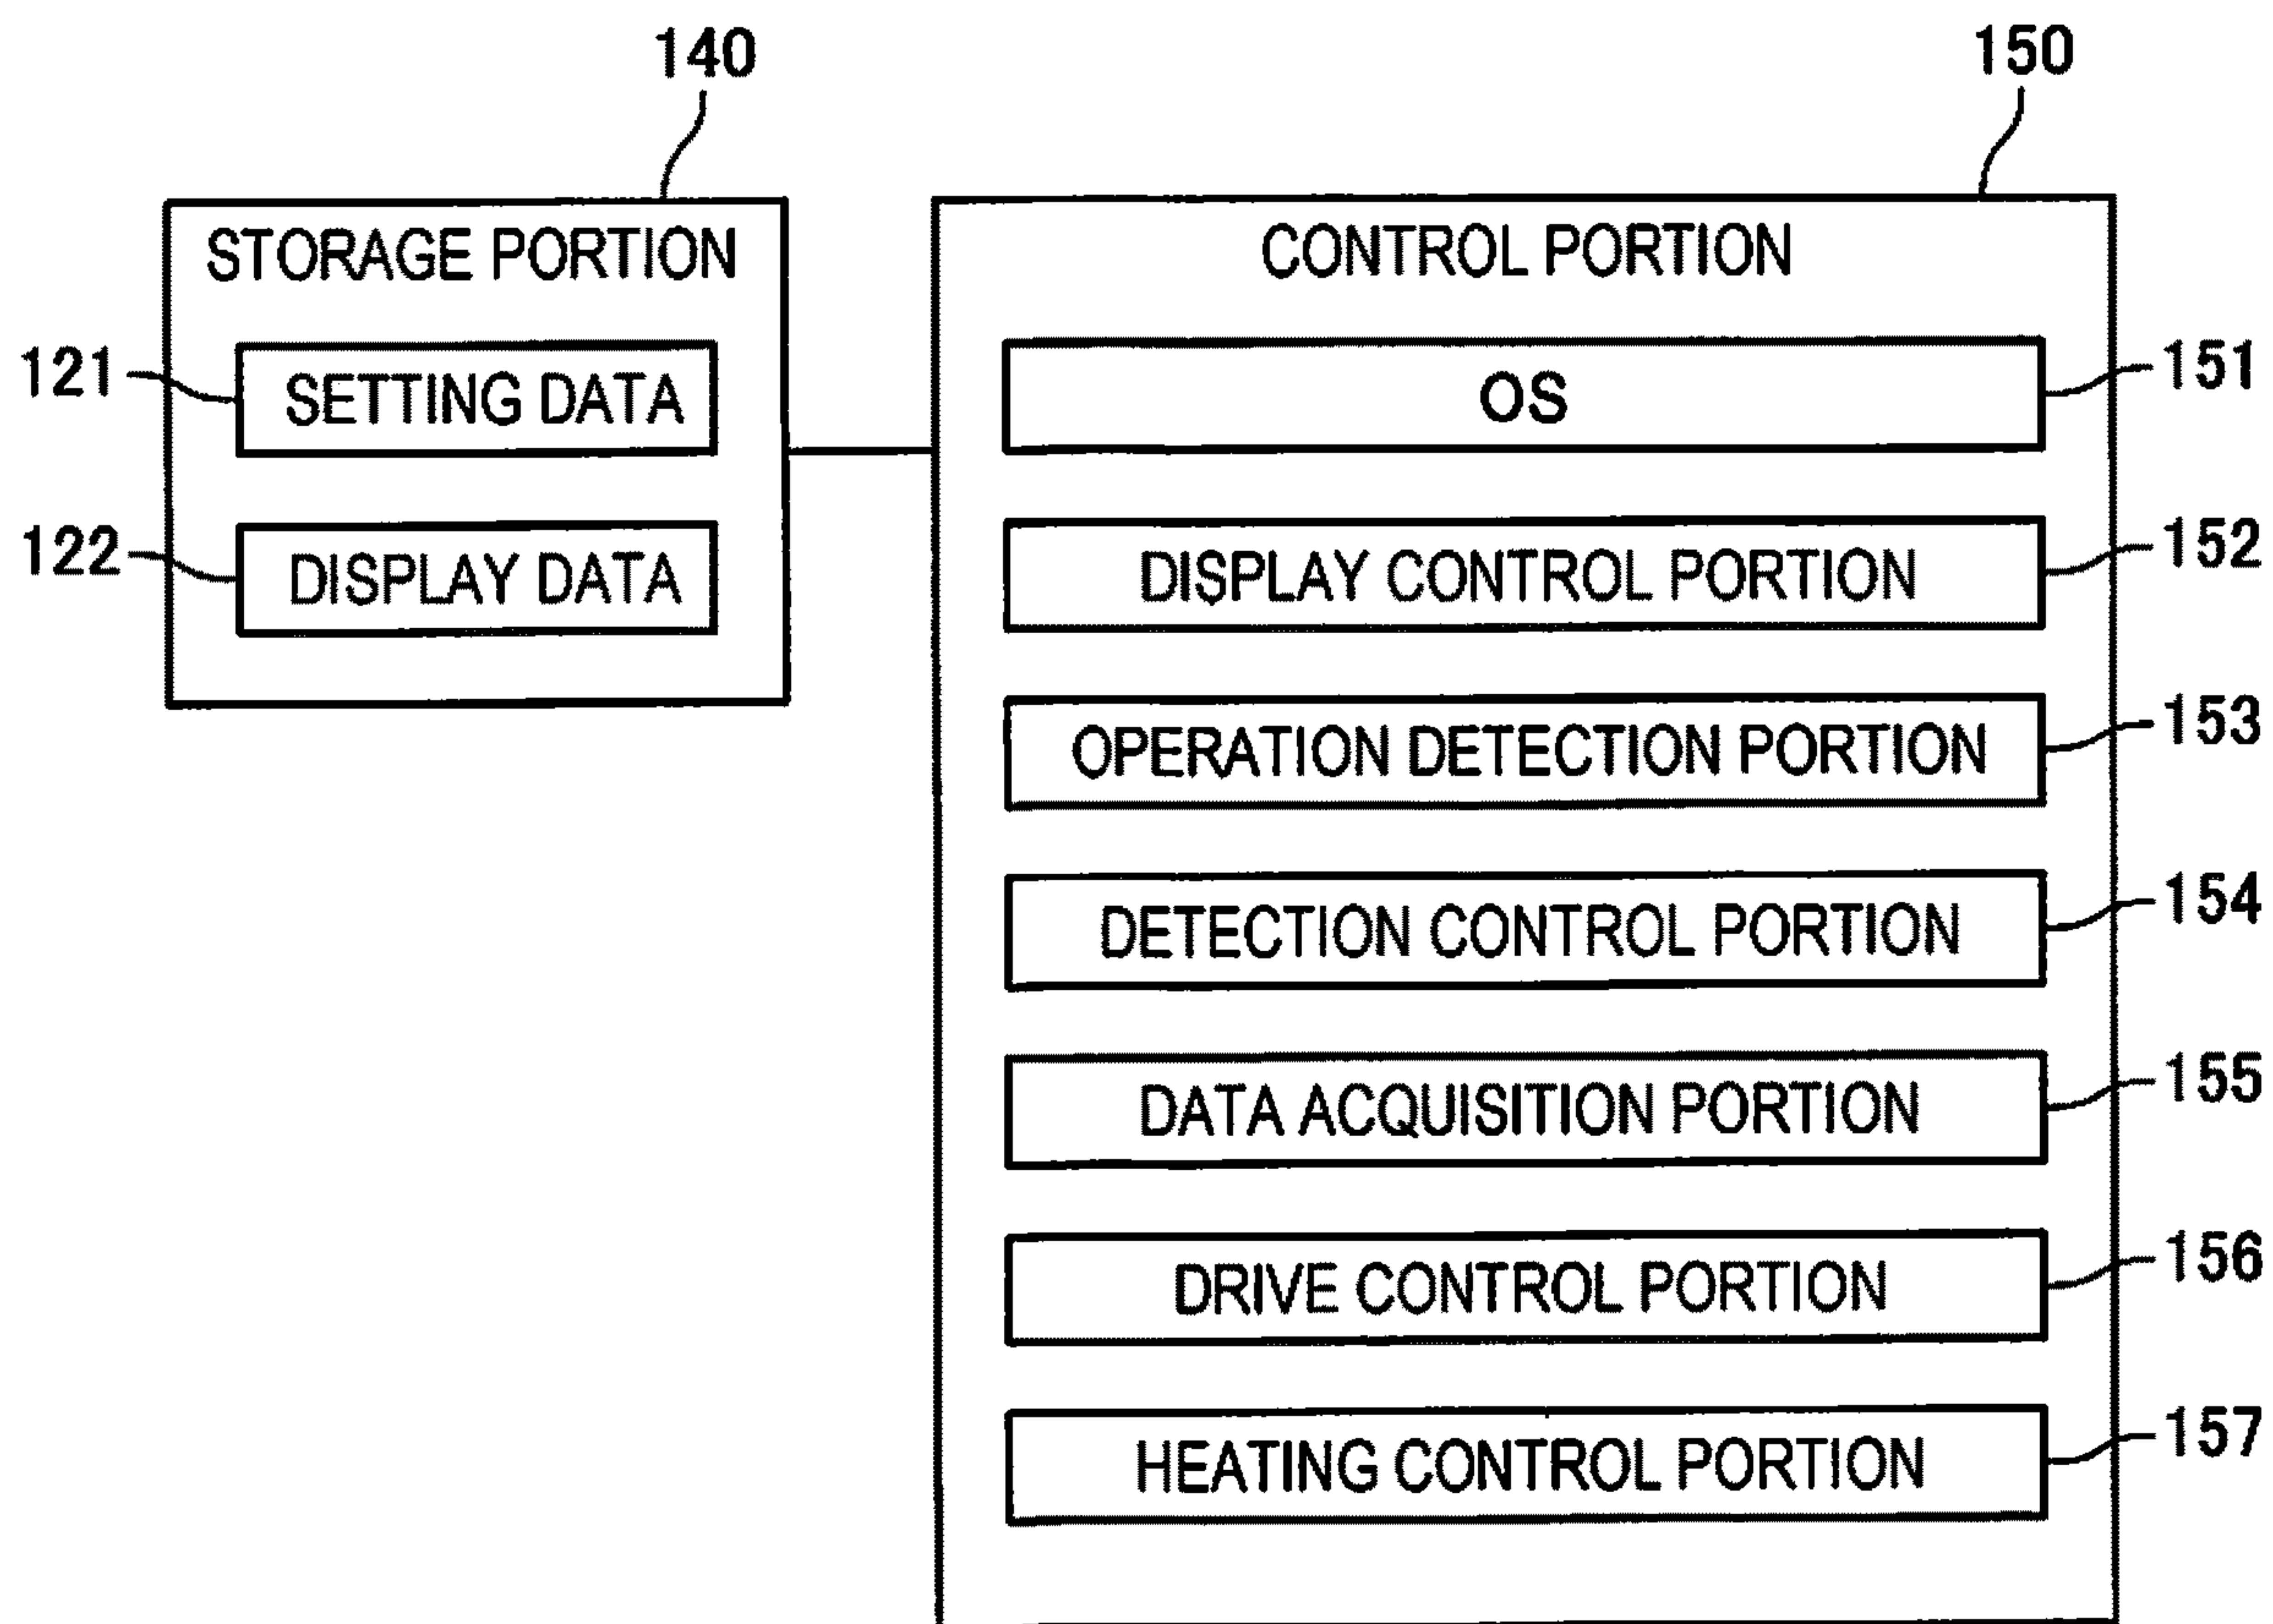 140
150
STORAGE PORTION
CONTROL PORTION
121
SETTING DATA
OS
151
122
DISPLAY DATA
DISPLAY CONTROL PORTION
152
OPERATION DETECTION PORTION
153
DETECTION CONTROL PORTION
154
DATA ACQUISITION PORTION
155
DRIVE CONTROL PORTION
156
HEATING CONTROL PORTION
157